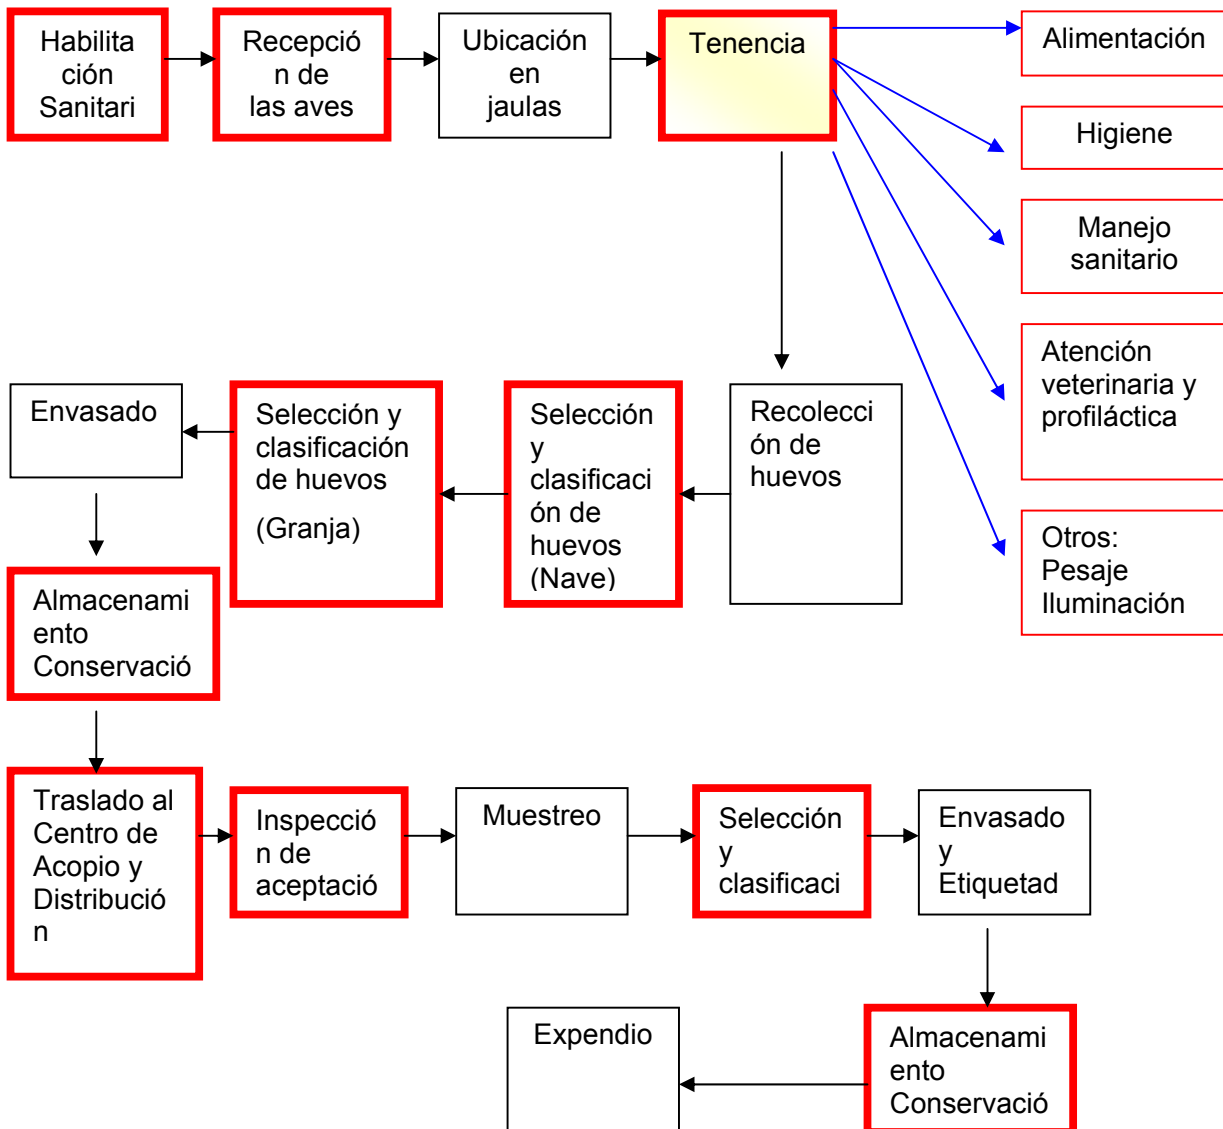 Habilita
ción
Sanitari
Recepció
n de
las aves
Ubicación
en
jaulas
Tenencia
Alimentación
Higiene
Manejo
sanitario
Atención
veterinaria y
profiláctica
Otros:
Pesaje
Iluminación
Recolecci
ón de
huevos
Selección
y
clasificaci
ón de
huevos
(Nave)
Selección y
clasificación
de huevos
(Granja)
Envasado
Almacenami
ento
Conservació
Traslado al
Centro de
Acopio y
Distribució
n
Inspecció
n de
aceptació
Muestreo
Selección
y
clasificaci
Envasado
y
Etiquetad
Almacenami
ento
Conservació
Expendio